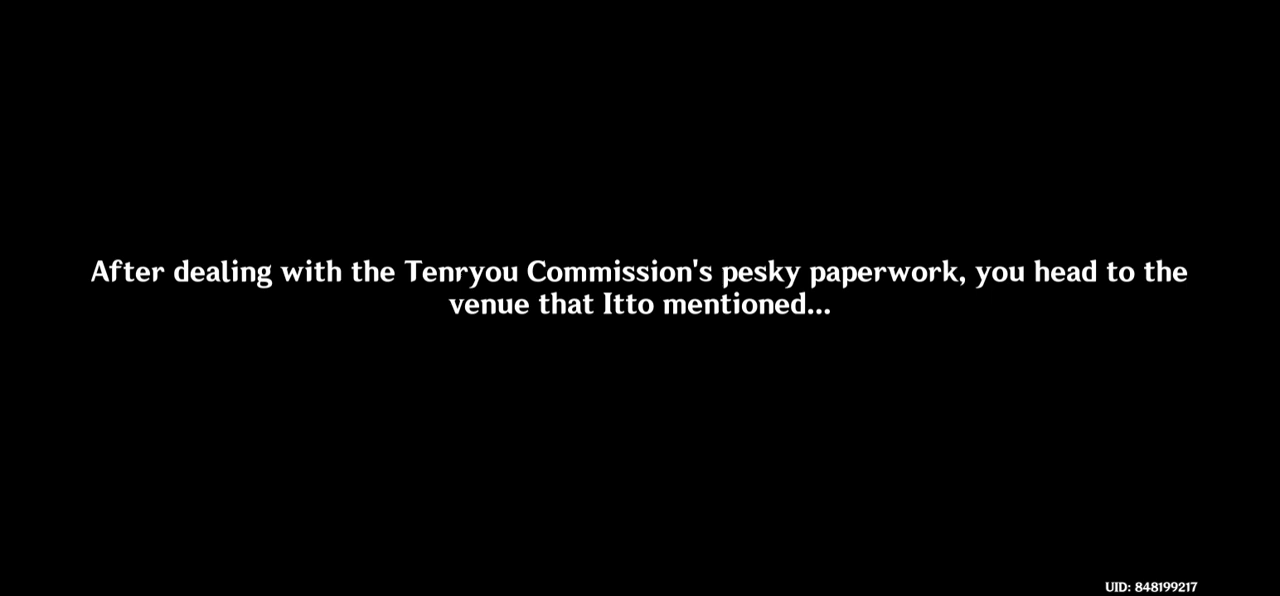 After dealing with the Tenryou Commission's pesky paperwork, you head to the
venue that Itto mentioned...
UID: 848199217